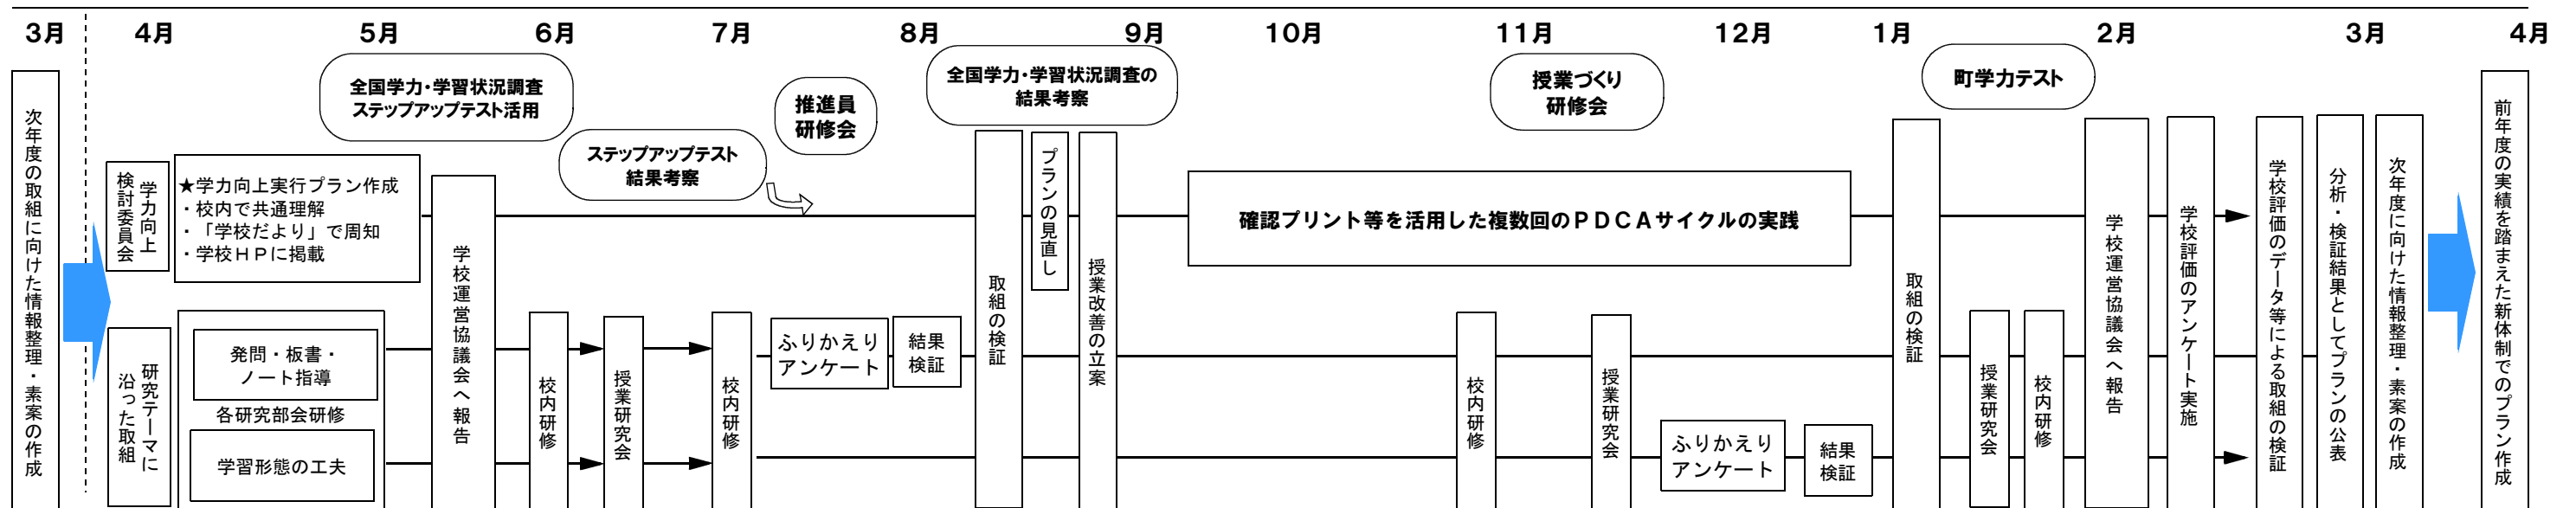 3月
4月
5月
6月
7月
8月
9月
10月
11月
12月
1月
2月
3月
4月
次年度の取組に向けた情報整理・素案の作成
学力向上
検討委員会
★学力向上実行プラン作成
・校内で共通理解
・「学校だより」で周知
・学校ＨＰに掲載
研究テーマに
沿った取組
発問・板書・
ノート指導
各研究部会研修
学習形態の工夫
全国学力・学習状況調査
ステップアップテスト活用
学校運営協議会へ報告
ステップアップテスト
結果考察
校内研修
授業研究会
校内研修
推進員
研修会
ふりかえり
アンケート
結果
検証
全国学力・学習状況調査の
結果考察
取組の検証
プランの見直し
授業改善の立案
確認プリント等を活用した複数回のＰＤＣＡサイクルの実践
授業づくり
研修会
校内研修
授業研究会
ふりかえり
アンケート
結果
検証
町学力テスト
取組の検証
授業研究会
校内研修
学校運営協議会へ報告
学校評価のアンケート実施
学校評価のデータ等による取組の検証
分析・検証結果としてプランの公表
次年度に向けた情報整理・素案の作成
前年度の実績を踏まえた新体制でのプラン作成